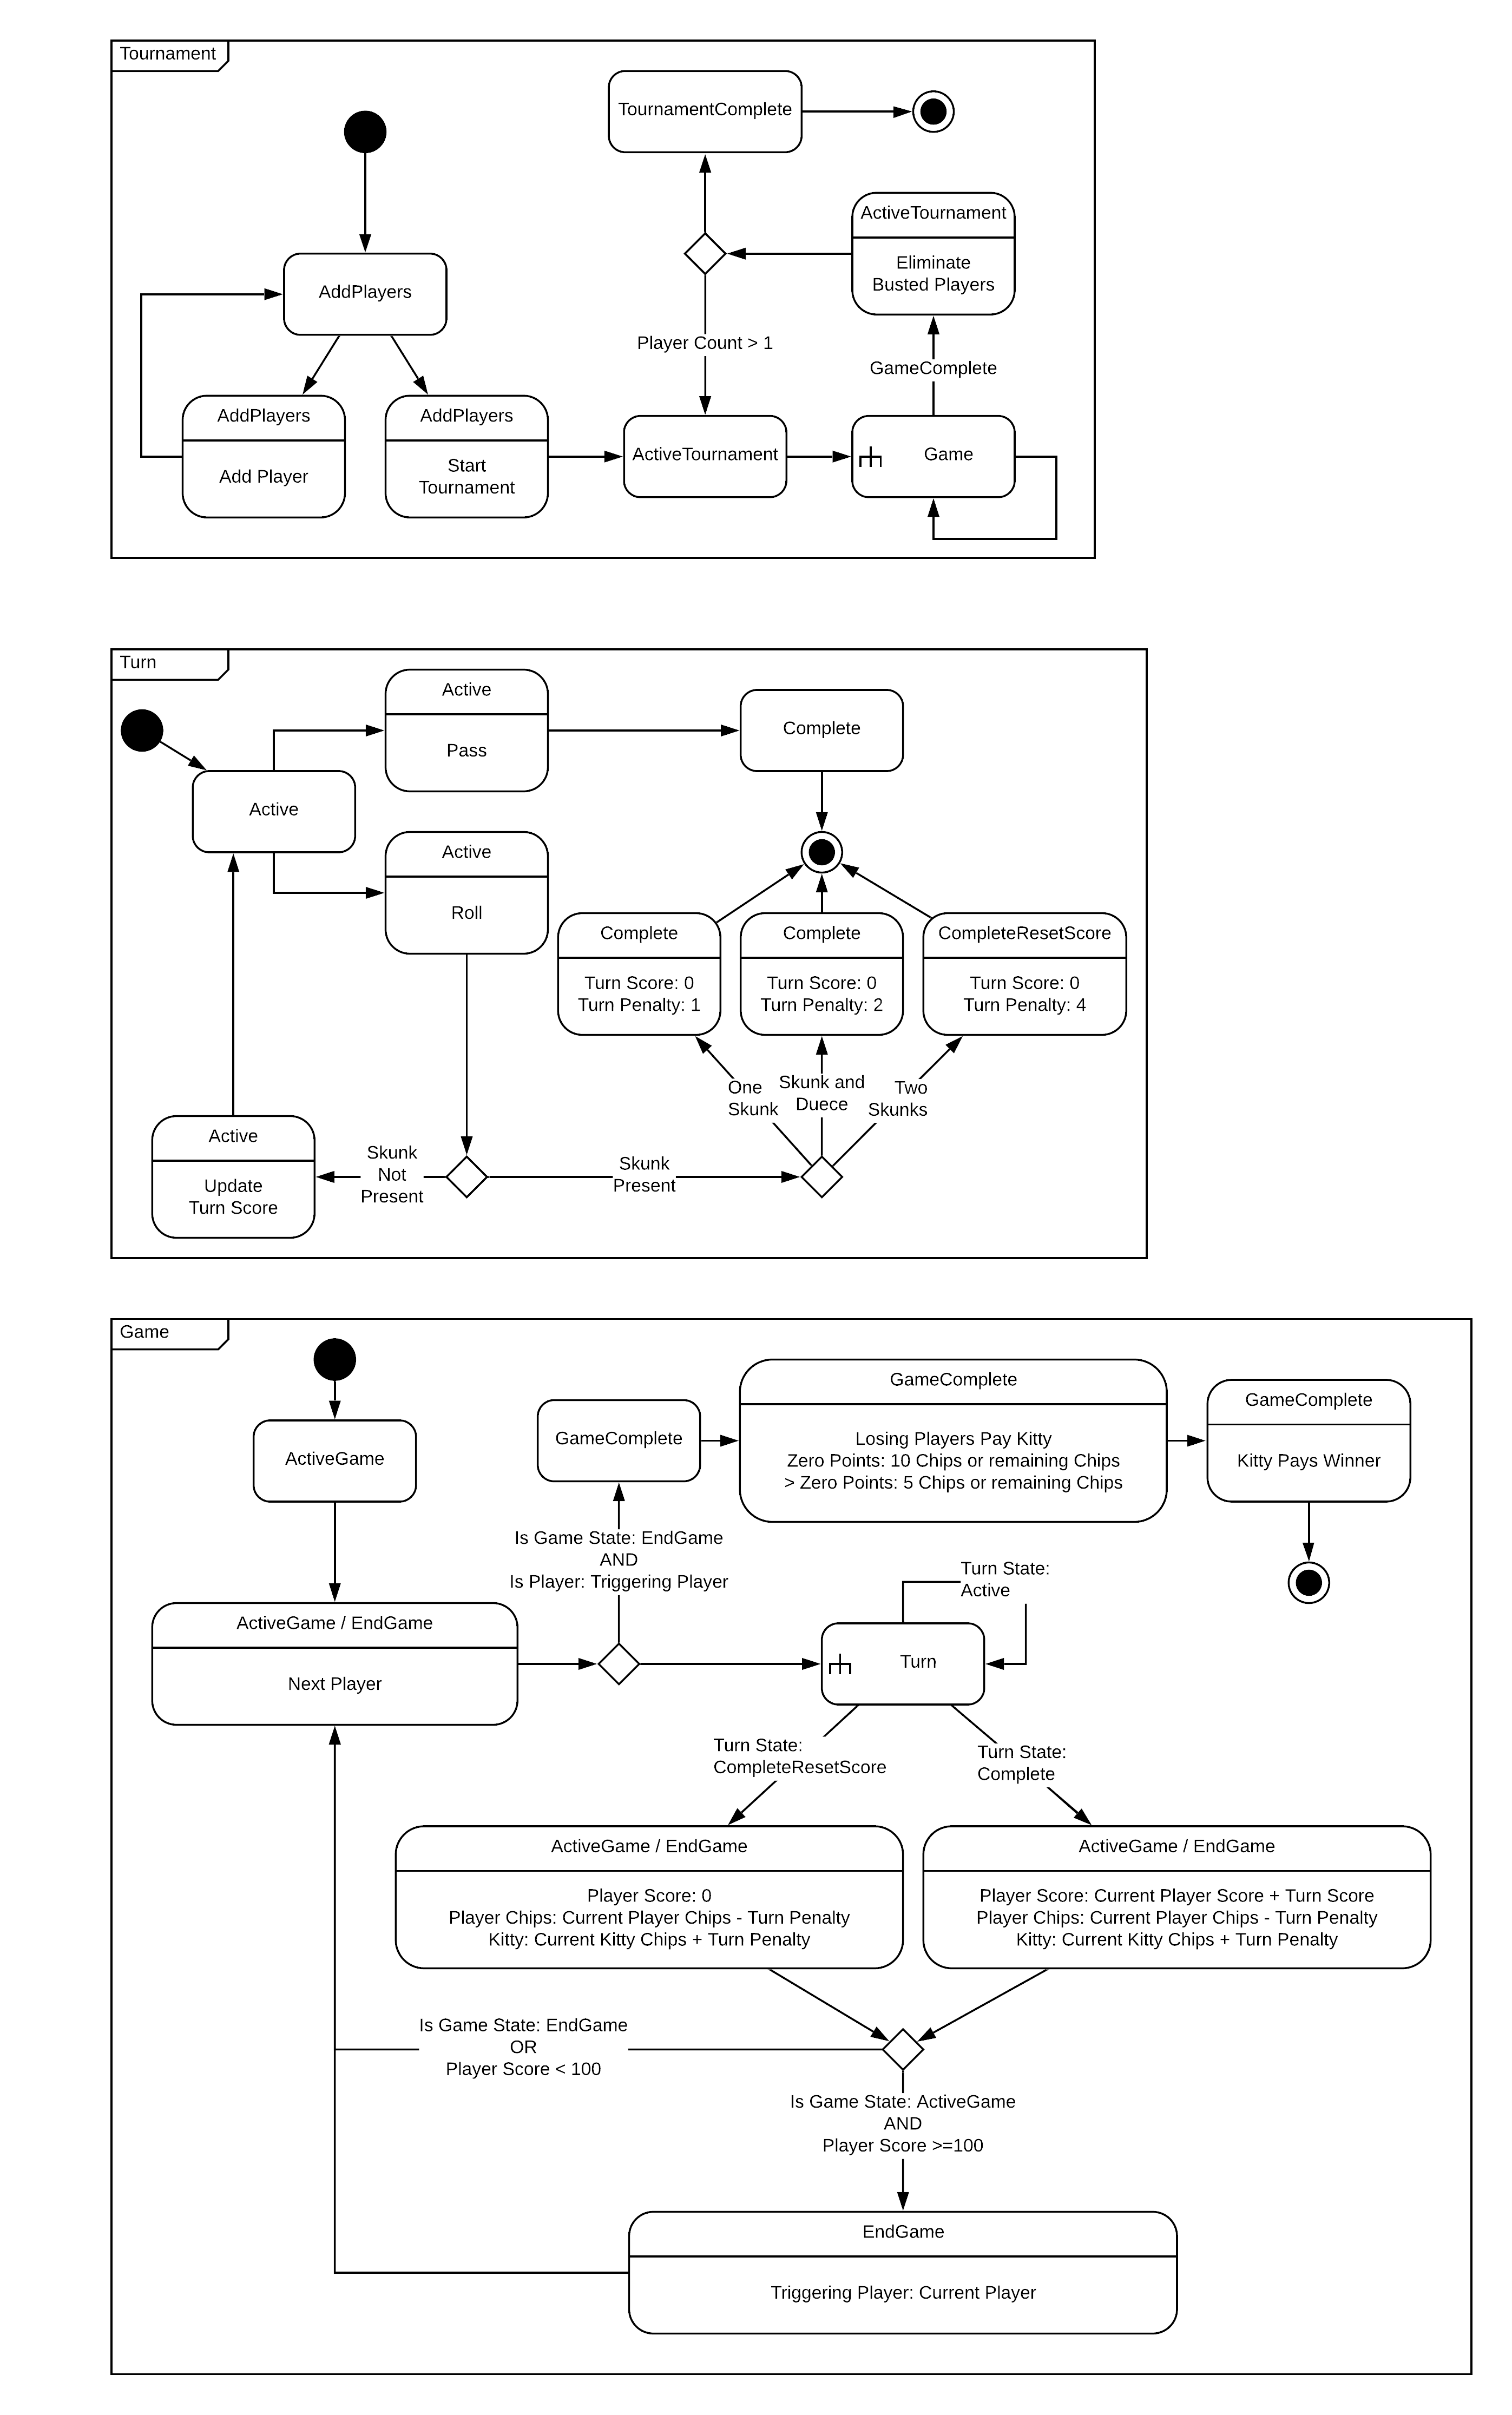 Tournament
TournamentComplete
ActiveTournament
Eliminate
Busted Players
AddPlayers
Player Count > 1
GameComplete
AddPlayers
Add Player
AddPlayers
Start
Tournament
ActiveTournament
Game
Turn
Active
Pass
Complete
Active
Active
Roll
Complete
Turn Score: 0
Turn Penalty: 1
Complete
Turn Score: 0
Turn Penalty: 2
CompleteResetScore
Turn Score: 0
Turn Penalty: 4
One
Skunk
Skunk and
Duece
Two
Skunks
Active
Update
Turn Score
Skunk
Not
Present
Skunk
Present
Game
ActiveGame
GameComplete
GameComplete
Losing Players Pay Kitty
Zero Points: 10 Chips or remaining Chips
> Zero Points: 5 Chips or remaining Chips
GameComplete
Kitty Pays Winner
Is Game State: EndGame
AND
Is Player: Triggering Player
Turn State:
Active
ActiveGame / EndGame
Next Player
Turn
Turn State:
CompleteResetScore
Turn State:
Complete
ActiveGame / EndGame
Player Score: 0
Player Chips: Current Player Chips - Turn Penalty
Kitty: Current Kitty Chips + Turn Penalty
ActiveGame / EndGame
Player Score: Current Player Score + Turn Score
Player Chips: Current Player Chips - Turn Penalty
Kitty: Current Kitty Chips + Turn Penalty
Is Game State: EndGame
OR
Player Score < 100
Is Game State: ActiveGame
AND
Player Score >=100
EndGame
Triggering Player: Current Player